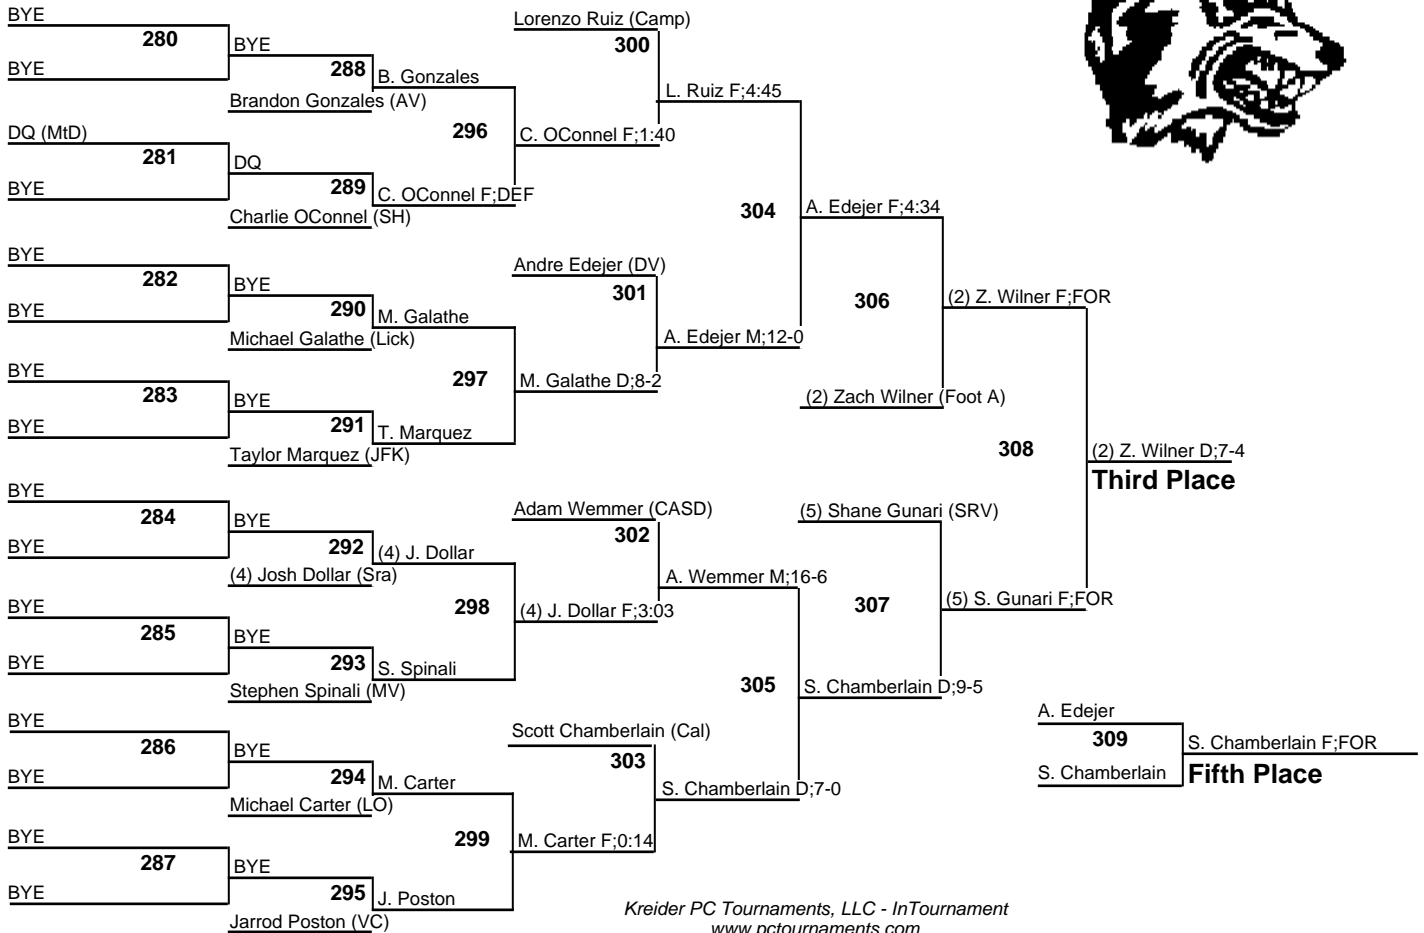 BYE
280
BYE
BYE
288
B. Gonzales
Brandon Gonzales (AV)
296
DQ (MtD)
281
DQ
BYE
289
C. OConnel F;DEF
Charlie OConnel (SH)
Lorenzo Ruiz (Camp)
300
L. Ruiz F;4:45
C. OConnel F;1:40
304
A. Edejer F;4:34
BYE
282
BYE
BYE
290
M. Galathe
Michael Galathe (Lick)
297
BYE
283
BYE
BYE
291
T. Marquez
Taylor Marquez (JFK)
Andre Edejer (DV)
301
A. Edejer M;12-0
M. Galathe D;8-2
306
(2) Z. Wilner F;FOR
(2) Zach Wilner (Foot A)
308
(2) Z. Wilner D;7-4
Third Place
BYE
284
BYE
BYE
292
(4) J. Dollar
(4) Josh Dollar (Sra)
298
BYE
285
BYE
BYE
293
S. Spinali
Stephen Spinali (MV)
Adam Wemmer (CASD)
302
A. Wemmer M;16-6
(4) J. Dollar F;3:03
(5) Shane Gunari (SRV)
307
(5) S. Gunari F;FOR
305
S. Chamberlain D;9-5
BYE
286
BYE
BYE
294
M. Carter
Michael Carter (LO)
299
BYE
287
BYE
BYE
295
J. Poston
Jarrod Poston (VC)
Scott Chamberlain (Cal)
303
S. Chamberlain D;7-0
M. Carter F;0:14
A. Edejer
309
S. Chamberlain F;FOR
S. Chamberlain
Fifth Place
Kreider PC Tournaments, LLC - InTournament
www.pctournaments.com